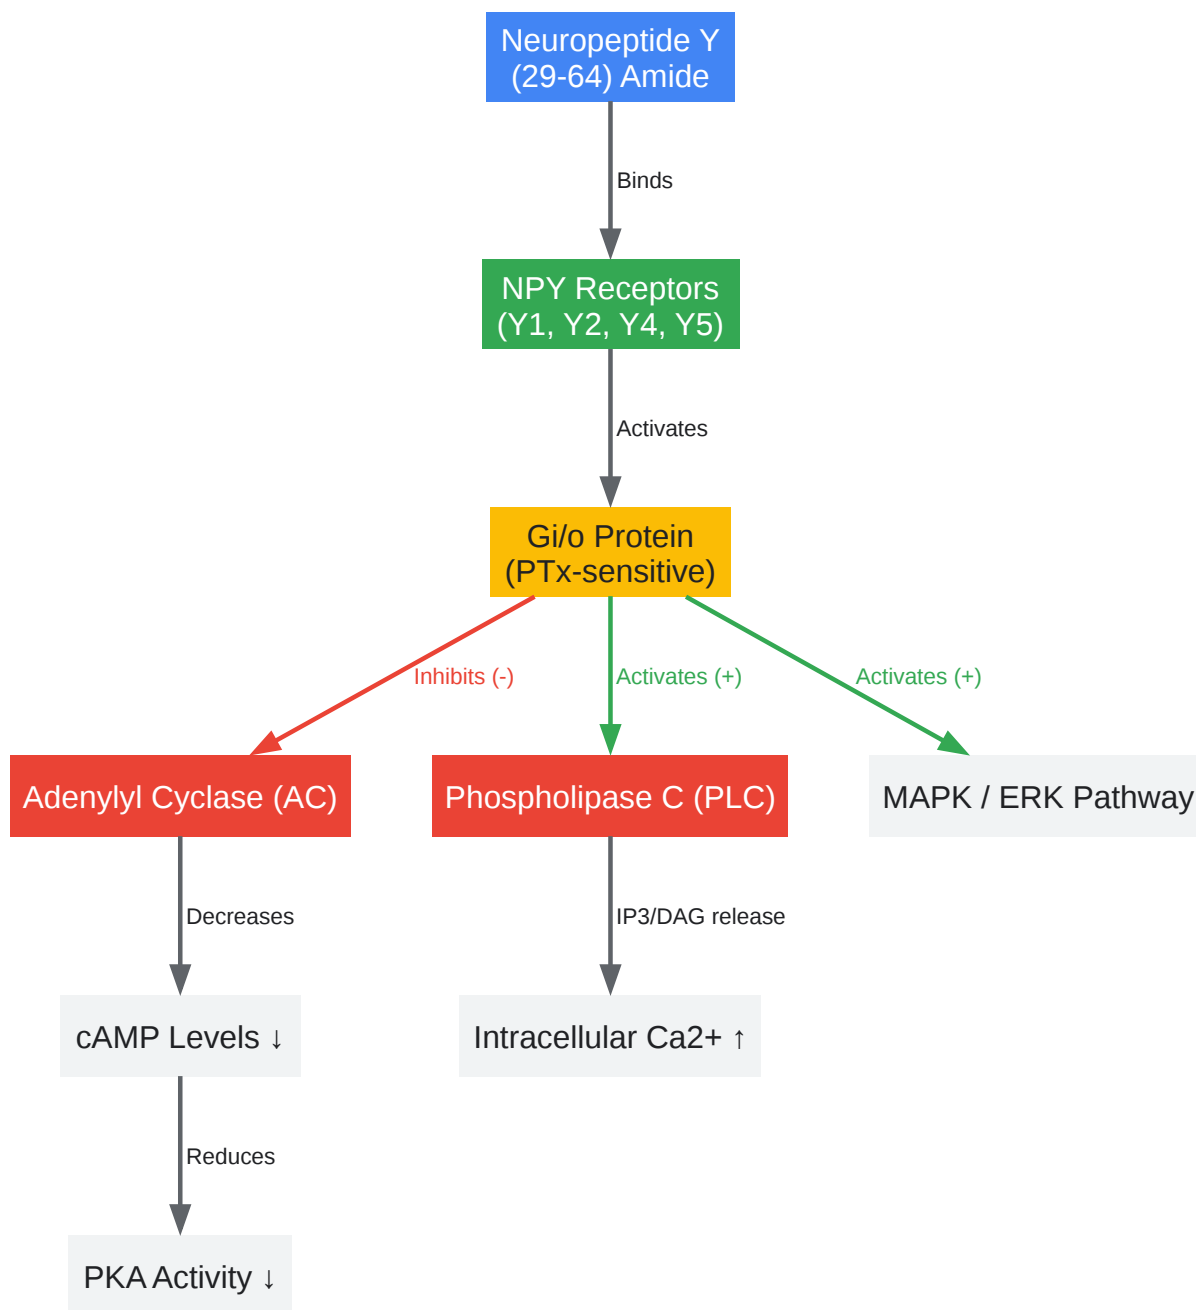 Neuropeptide Y
(29-64) Amide
Binds
NPY Receptors
(Y1, Y2, Y4, Y5)
Activates
Gi/o Protein
(PTx-sensitive)
Inhibits (-)
Activates (+)
Activates (+)
Adenylyl Cyclase (AC)
Phospholipase C (PLC)
MAPK / ERK Pathway
Decreases
IP3/DAG release
cAMP Levels ↓
Intracellular Ca2+ ↑
Reduces
PKA Activity ↓